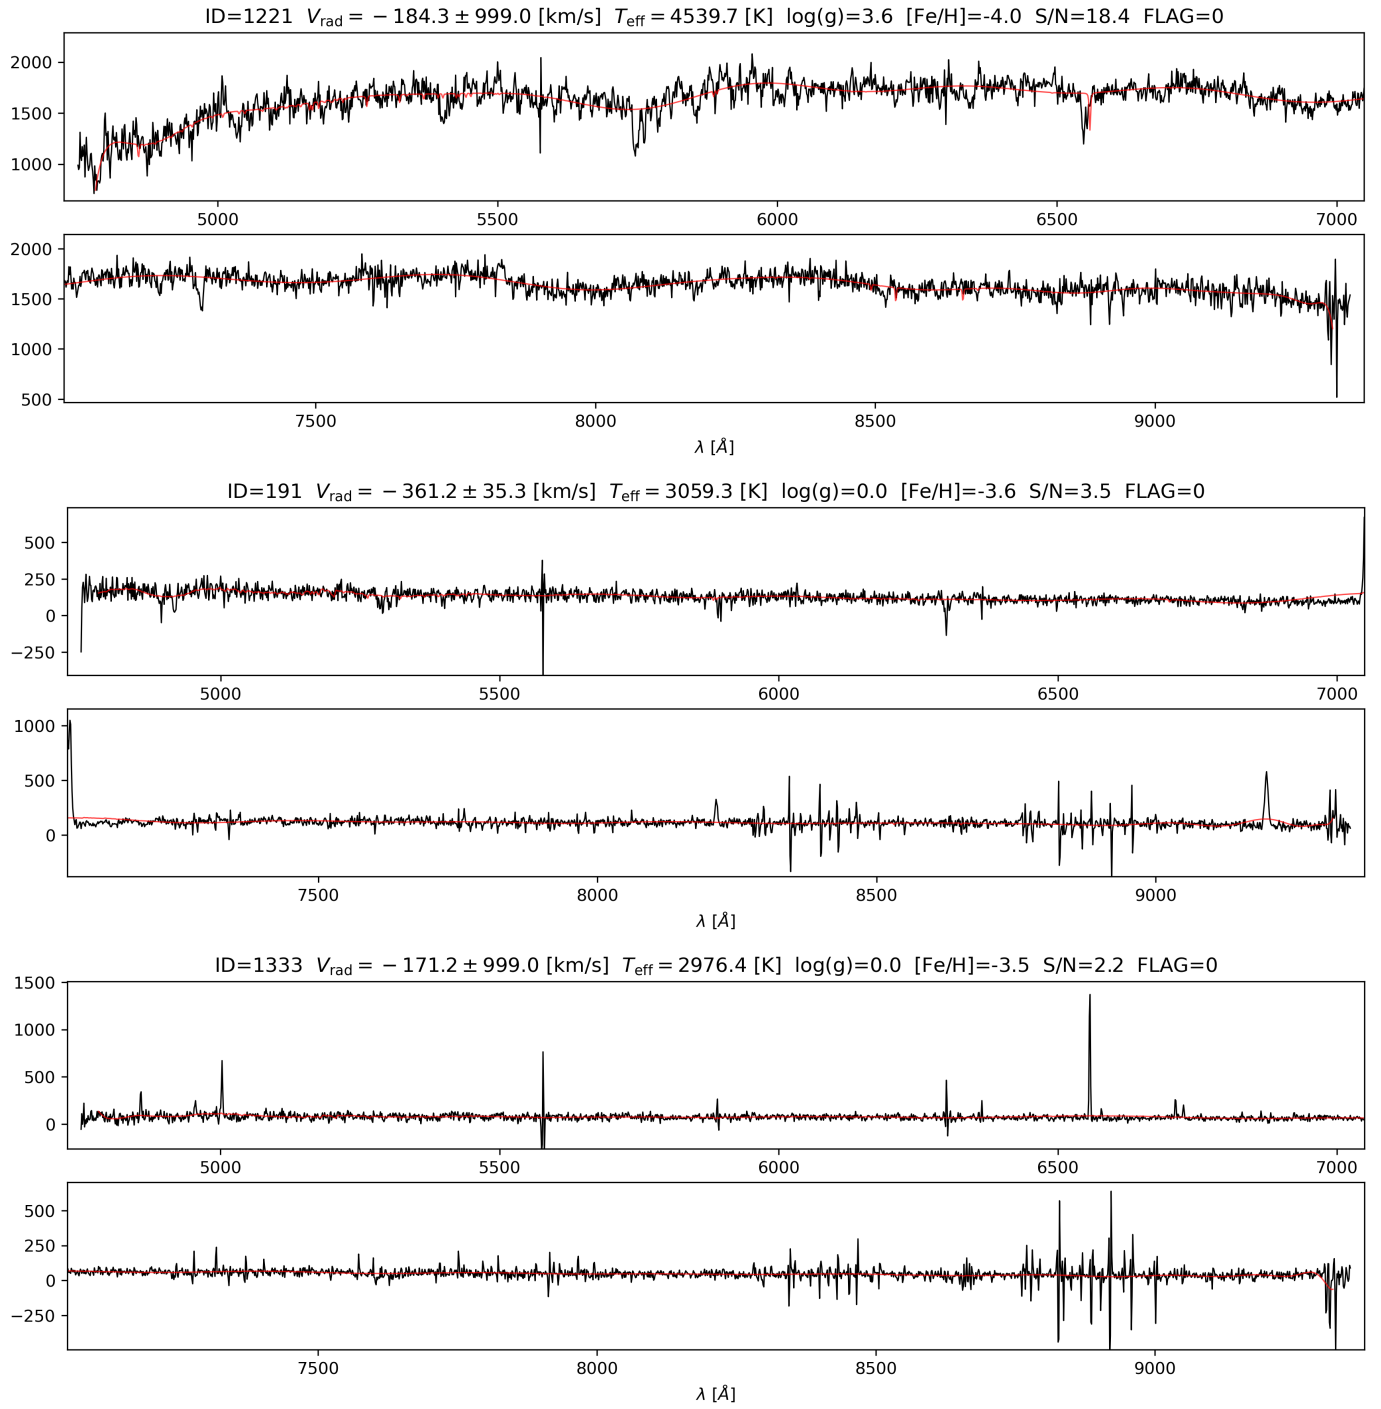 ID=1221 V_rad = −184.3 ± 999.0 [km/s] T_eff = 4539.7 [K] log(g)=3.6 [Fe/H]=-4.0 S/N=18.4 FLAG=0
2000
1500
1000
5000 5500 6000 6500 7000
2000
1500
1000
500
7500 8000 8500 9000
λ [Å]
ID=191 V_rad = −361.2 ± 35.3 [km/s] T_eff = 3059.3 [K] log(g)=0.0 [Fe/H]=-3.6 S/N=3.5 FLAG=0
500
250
0
−250
5000 5500 6000 6500 7000
1000
500
0
7500 8000 8500 9000
λ [Å]
ID=1333 V_rad = −171.2 ± 999.0 [km/s] T_eff = 2976.4 [K] log(g)=0.0 [Fe/H]=-3.5 S/N=2.2 FLAG=0
1500
1000
500
0
5000 5500 6000 6500 7000
500
250
0
−250
7500 8000 8500 9000
λ [Å]